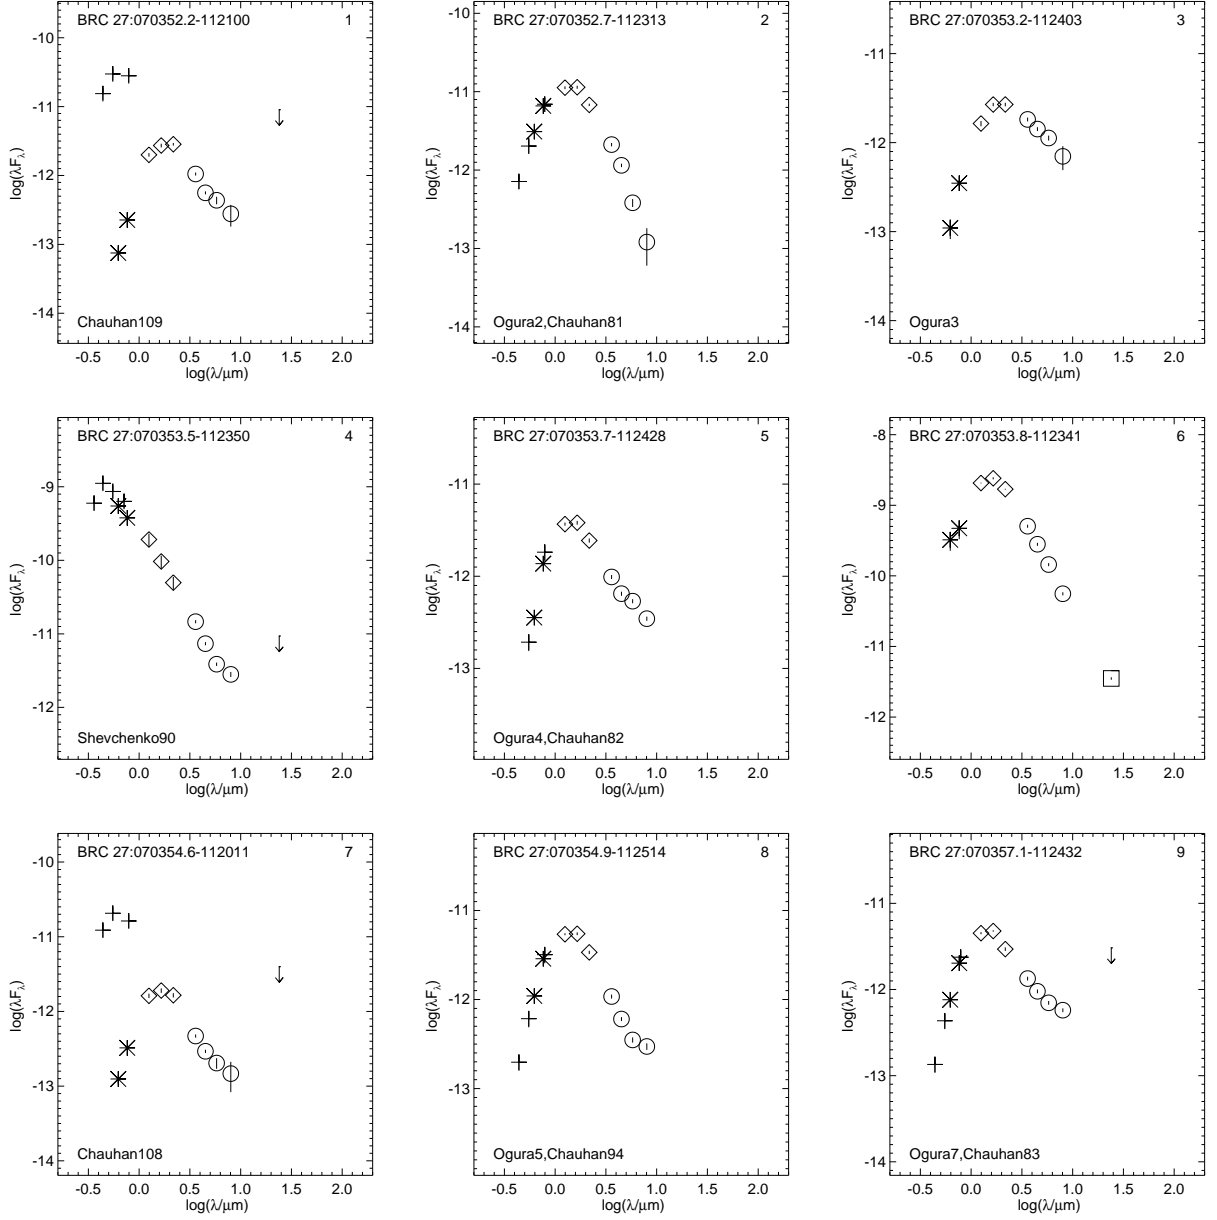 BRC 27:070352.2-112100 1
-10
-11
-12
-13
-14
log(λFλ)
Chauhan109
-0.5 0.0 0.5 1.0 1.5 2.0
log(λ/μm)
BRC 27:070352.7-112313 2
-10
-11
-12
-13
-14
log(λFλ)
Ogura2,Chauhan81
-0.5 0.0 0.5 1.0 1.5 2.0
log(λ/μm)
BRC 27:070353.2-112403 3
-11
-12
-13
-14
log(λFλ)
Ogura3
-0.5 0.0 0.5 1.0 1.5 2.0
log(λ/μm)
BRC 27:070353.5-112350 4
-9
-10
-11
-12
log(λFλ)
Shevchenko90
-0.5 0.0 0.5 1.0 1.5 2.0
log(λ/μm)
BRC 27:070353.7-112428 5
-11
-12
-13
log(λFλ)
Ogura4,Chauhan82
-0.5 0.0 0.5 1.0 1.5 2.0
log(λ/μm)
BRC 27:070353.8-112341 6
-8
-9
-10
-11
-12
log(λFλ)
-0.5 0.0 0.5 1.0 1.5 2.0
log(λ/μm)
BRC 27:070354.6-112011 7
-10
-11
-12
-13
-14
log(λFλ)
Chauhan108
-0.5 0.0 0.5 1.0 1.5 2.0
log(λ/μm)
BRC 27:070354.9-112514 8
-11
-12
-13
log(λFλ)
Ogura5,Chauhan94
-0.5 0.0 0.5 1.0 1.5 2.0
log(λ/μm)
BRC 27:070357.1-112432 9
-11
-12
-13
-14
log(λFλ)
Ogura7,Chauhan83
-0.5 0.0 0.5 1.0 1.5 2.0
log(λ/μm)